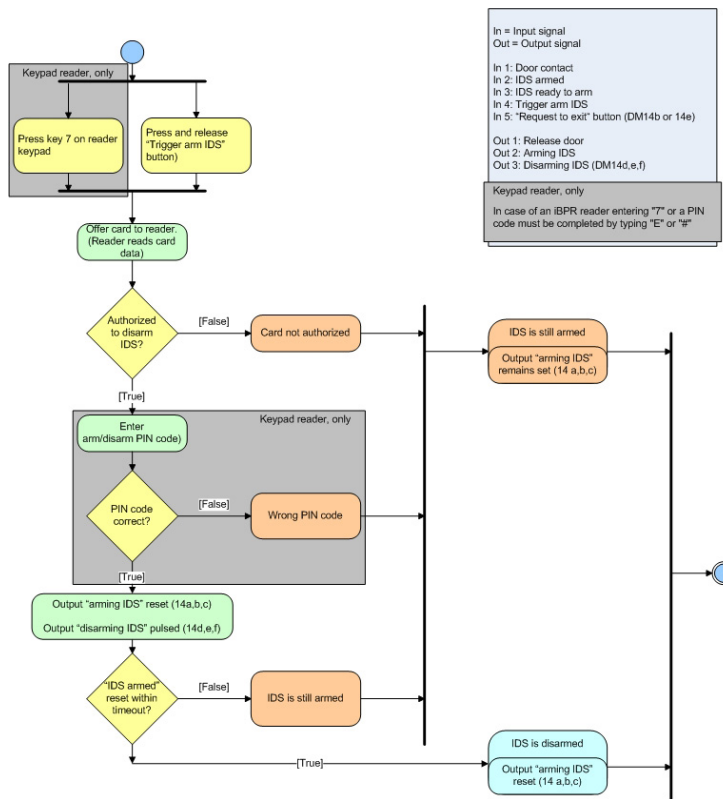 Keypad reader, only
Press key 7 on reader
keypad
Press and release
“Trigger arm IDS”
button)
In = Input signal
Out = Output signal
In 1: Door contact
In 2: IDS armed
In 3: IDS ready to arm
In 4: Trigger arm IDS
In 5: “Request to exit“ button (DM14b or 14e)
Out 1: Release door
Out 2: Arming IDS
Out 3: Disarming IDS (DM14d,e,f)
Keypad reader, only
In case of an iBPR reader entering "7" or a PIN
code must be completed by typing "E" or "#"
Offer card to reader.
(Reader reads card
data)
Authorized
to disarm
IDS?
[False]
Card not authorized
IDS is still armed
Output “arming IDS”
remains set (14 a,b,c)
[True]
Keypad reader, only
Enter
arm/disarm PIN code)
PIN code
correct?
[False]
Wrong PIN code
[True]
Output “arming IDS” reset (14a,b,c)
Output “disarming IDS” pulsed (14d,e,f)
“IDS armed”
reset within
timeout?
[False]
IDS is still armed
[True]
IDS is disarmed
Output “arming IDS”
reset (14 a,b,c)